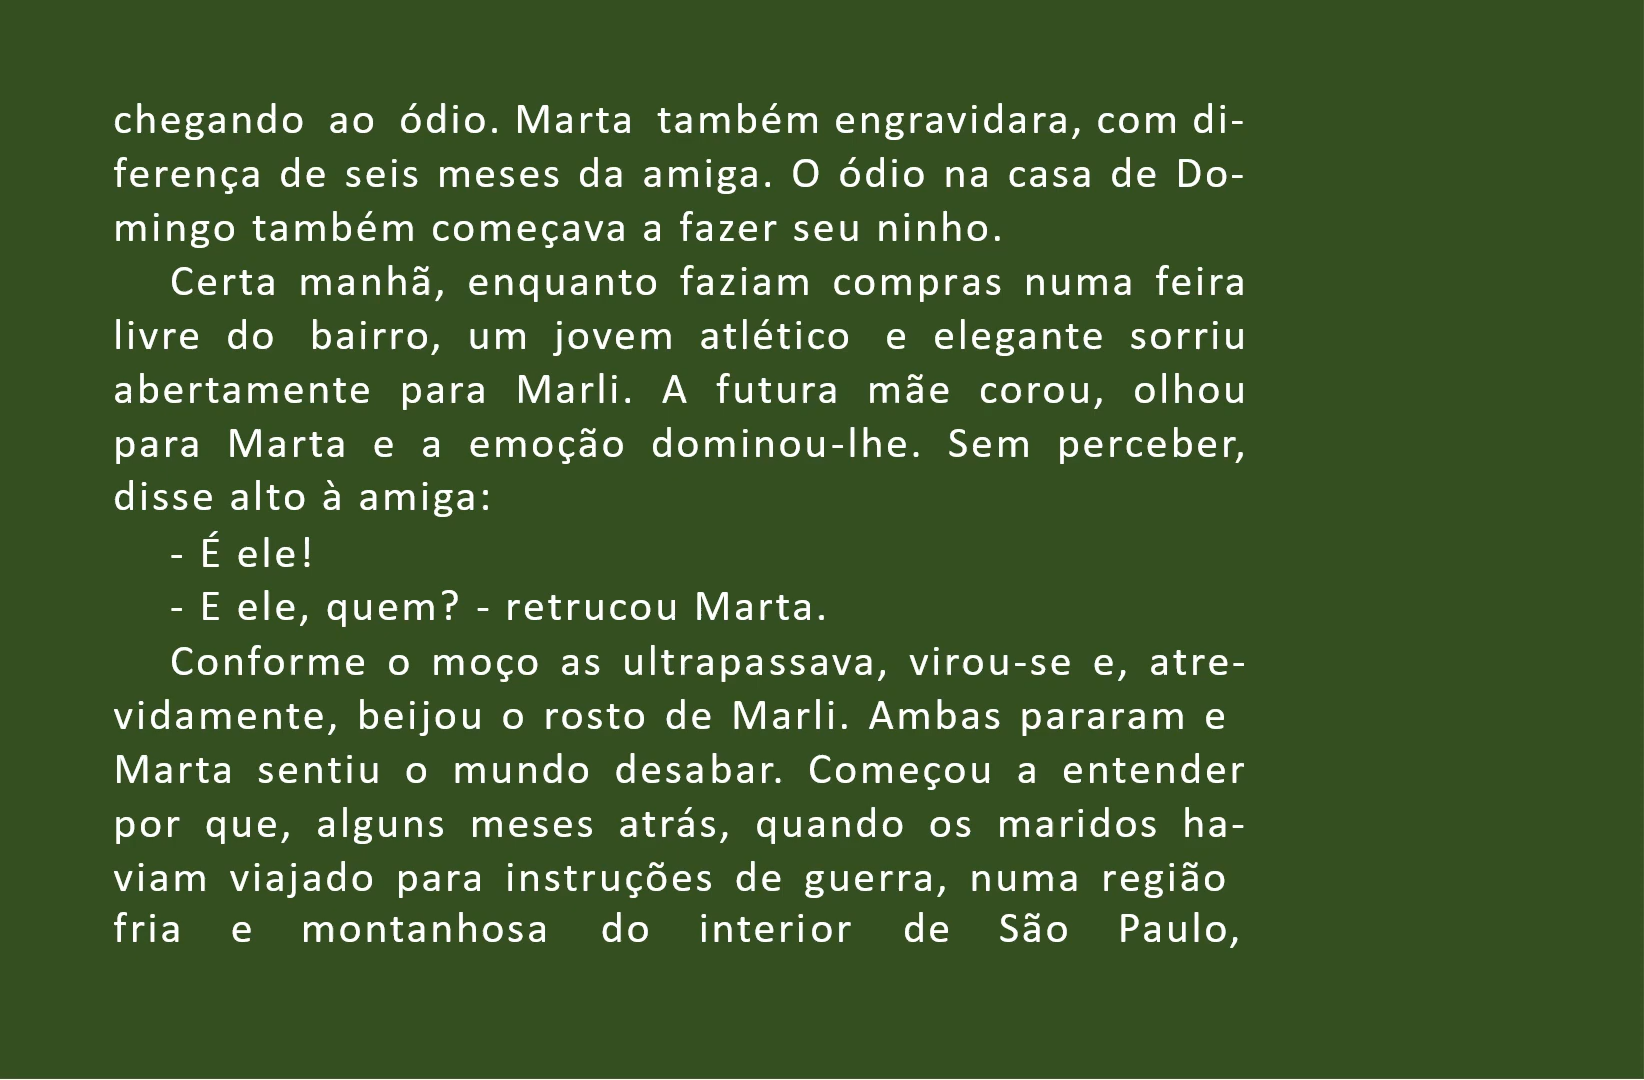 chegando ao ódio. Marta também engravidara, com di-
ferença de seis meses da amiga. O ódio na casa de Do-
mingo também começava a fazer seu ninho.
Certa manhã, enquanto faziam compras numa feira
livre do bairro, um jovem atlético e elegante sorriu
abertamente para Marli. A futura mãe corou, olhou
para Marta e a emoção dominou-lhe. Sem perceber,
disse alto à amiga:
- É ele!
- E ele, quem? - retrucou Marta.
Conforme o moço as ultrapassava, virou-se e, atre-
vidamente, beijou o rosto de Marli. Ambas pararam e
Marta sentiu o mundo desabar. Começou a entender
por que, alguns meses atrás, quando os maridos ha-
viam viajado para instruções de guerra, numa região
fria e montanhosa do interior de São Paulo,